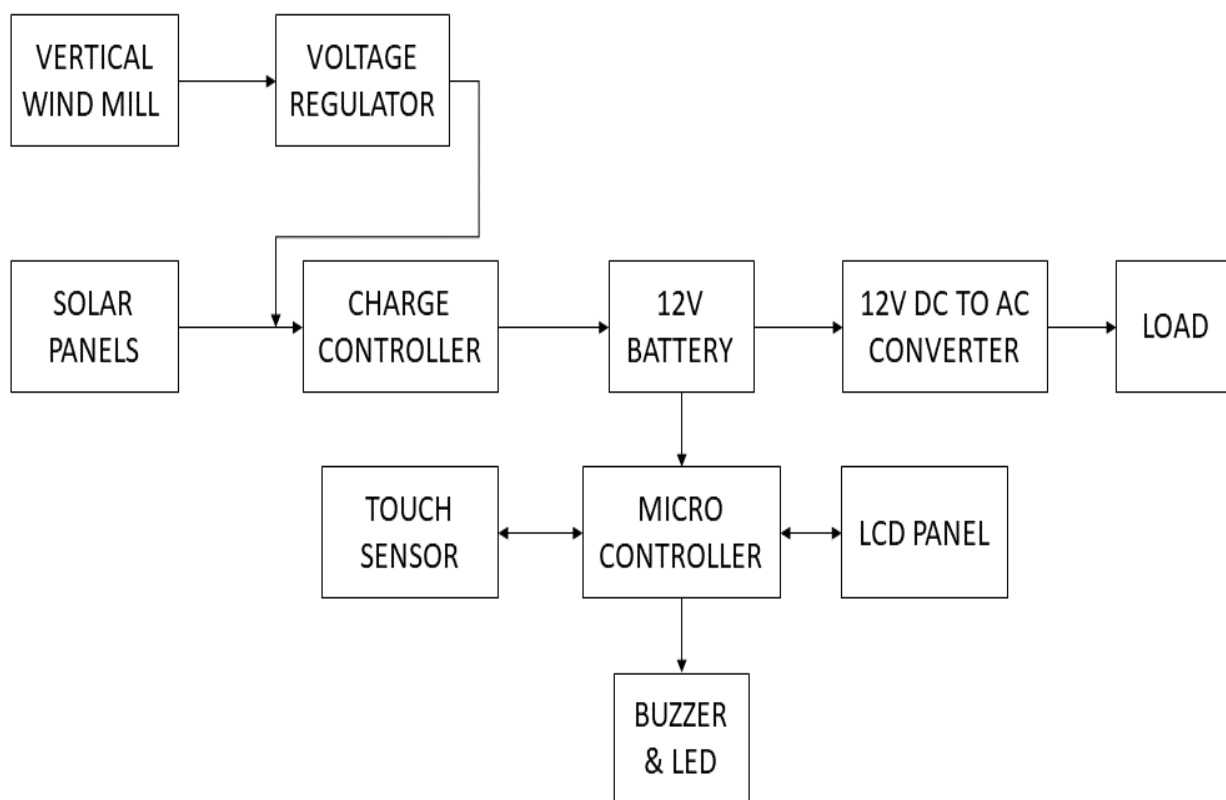 VERTICAL
WIND MILL
VOLTAGE
REGULATOR
SOLAR
PANELS
CHARGE
CONTROLLER
12V
BATTERY
12V DC TO AC
CONVERTER
LOAD
TOUCH
SENSOR
MICRO
CONTROLLER
LCD PANEL
BUZZER
& LED